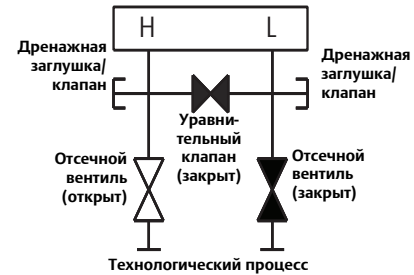 H L
Дренажная
заглушка/
клапан
Дренажная
заглушка/
клапан
Уравни-
тельный
клапан
(закрыт)
Отсечной
вентиль
(открыт)
Отсечной
вентиль
(закрыт)
Технологический процесс